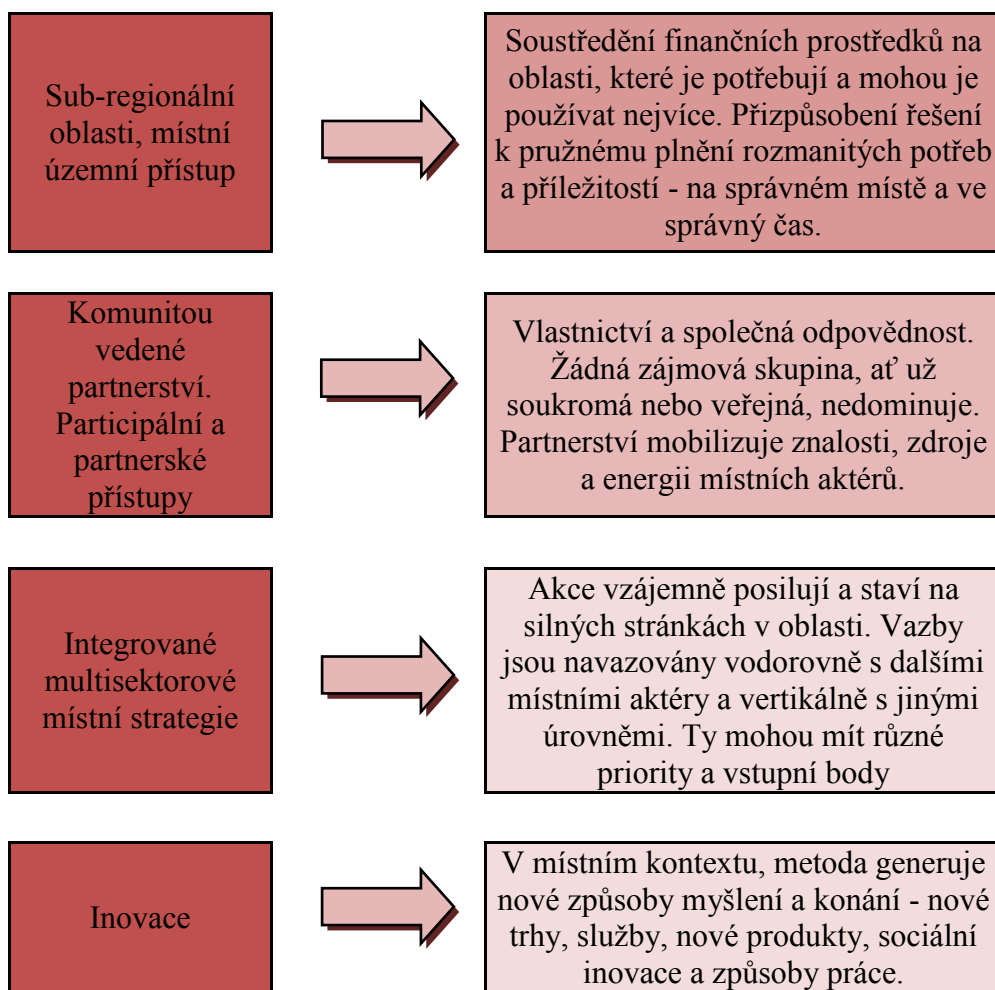 Sub-regionální
oblasti, místní
územní přístup
Soustředění finančních prostředků na
oblasti, které je potřebují a mohou je
používat nejvíce. Přizpůsobení řešení
k pružnému plnění rozmanitých potřeb
a příležitostí - na správném místě a ve
správný čas.
Komunitou
vedené
partnerství.
Participální a
partnerské
přístupy
Vlastnictví a společná odpovědnost.
Žádná zájmová skupina, ať už
soukromá nebo veřejná, nedominuje.
Partnerství mobilizuje znalosti, zdroje
a energii místních aktérů.
Integrované
multisektorové
místní strategie
Akce vzájemně posilují a staví na
silných stránkách v oblasti. Vazby
jsou navazovány vodorovně s dalšími
místními aktéry a vertikálně s jinými
úrovněmi. Ty mohou mít různé
priority a vstupní body
Inovace
V místním kontextu, metoda generuje
nové způsoby myšlení a konání - nové
trhy, služby, nové produkty, sociální
inovace a způsoby práce.